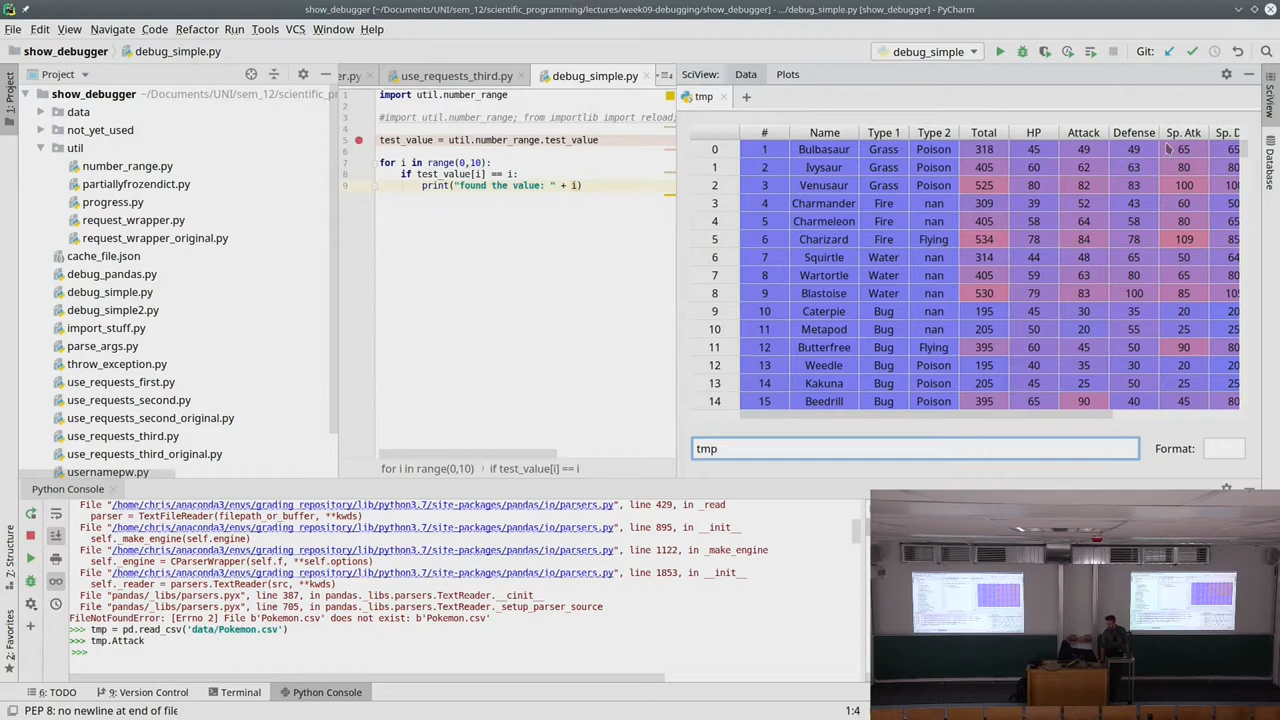 show_debugger [~/Documents/UNI/sem_12/scientific_programming/lectures/week09-debugging/show_debugger] - .../debug_simple.py [show_debugger] - PyCharm
File Edit View Navigate Code Refactor Run Tools VCS Window Help
show_debugger debug_simple.py
debug_simple
Git:
Project
er.py use_requests_third.py debug_simple.py
SciView: Data Plots
1: Project
2: Favorites
7: Structure
SciView
Database
show_debugger ~/Documents/UNI/sem_12/scientific_pr
data
not_yet_used
util
number_range.py
partiallyfrozendict.py
progress.py
request_wrapper.py
request_wrapper_original.py
cache_file.json
debug_pandas.py
debug_simple.py
debug_simple2.py
import_stuff.py
parse_args.py
throw_exception.py
use_requests_first.py
use_requests_second.py
use_requests_second_original.py
use_requests_third.py
use_requests_third_original.py
usernamepw.py
1 import util.number_range
2
3 #import util.number_range; from importlib import reload;
4
5 test_value = util.number_range.test_value
6
7 for i in range(0,10):
8 if test_value[i] == i:
9 print("found the value: " + i)
for i in range(0,10) if test_value[i] == i
tmp
# Name Type 1 Type 2 Total HP Attack Defense Sp. Atk Sp. D
0 1 Bulbasaur Grass Poison 318 45 49 49 65 65
1 2 Ivysaur Grass Poison 405 60 62 63 80 80
2 3 Venusaur Grass Poison 525 80 82 83 100 100
3 4 Charmander Fire nan 309 39 52 43 60 50
4 5 Charmeleon Fire nan 405 58 64 58 80 65
5 6 Charizard Fire Flying 534 78 84 78 109 85
6 7 Squirtle Water nan 314 44 48 65 50 64
7 8 Wartortle Water nan 405 59 63 80 65 80
8 9 Blastoise Water nan 530 79 83 100 85 105
9 10 Caterpie Bug nan 195 45 30 35 20 20
10 11 Metapod Bug nan 205 50 20 55 25 25
11 12 Butterfree Bug Flying 395 60 45 50 90 80
12 13 Weedle Bug Poison 195 40 35 30 20 20
13 14 Kakuna Bug Poison 205 45 25 50 25 25
14 15 Beedrill Bug Poison 395 65 90 40 45 80
tmp Format:
Python Console
File "/home/chris/anaconda3/envs/grading_repository/lib/python3.7/site-packages/pandas/io/parsers.py", line 429, in _read
parser = TextFileReader(filepath_or_buffer, **kwds)
File "/home/chris/anaconda3/envs/grading_repository/lib/python3.7/site-packages/pandas/io/parsers.py", line 895, in __init__
self._make_engine(self.engine)
File "/home/chris/anaconda3/envs/grading_repository/lib/python3.7/site-packages/pandas/io/parsers.py", line 1122, in _make_engine
self._engine = CParserWrapper(self.f, **self.options)
File "/home/chris/anaconda3/envs/grading_repository/lib/python3.7/site-packages/pandas/io/parsers.py", line 1853, in __init__
self._reader = parsers.TextReader(src, **kwds)
File "pandas/_libs/parsers.pyx", line 387, in pandas._libs.parsers.TextReader.__cinit__
File "pandas/_libs/parsers.pyx", line 705, in pandas._libs.parsers.TextReader._setup_parser_source
FileNotFoundError: [Errno 2] File b'Pokemon.csv' does not exist: b'Pokemon.csv'
>>> tmp = pd.read_csv('data/Pokemon.csv')
>>> tmp.Attack
>>>
6: TODO 9: Version Control Terminal Python Console
PEP 8: no newline at end of file 1:4